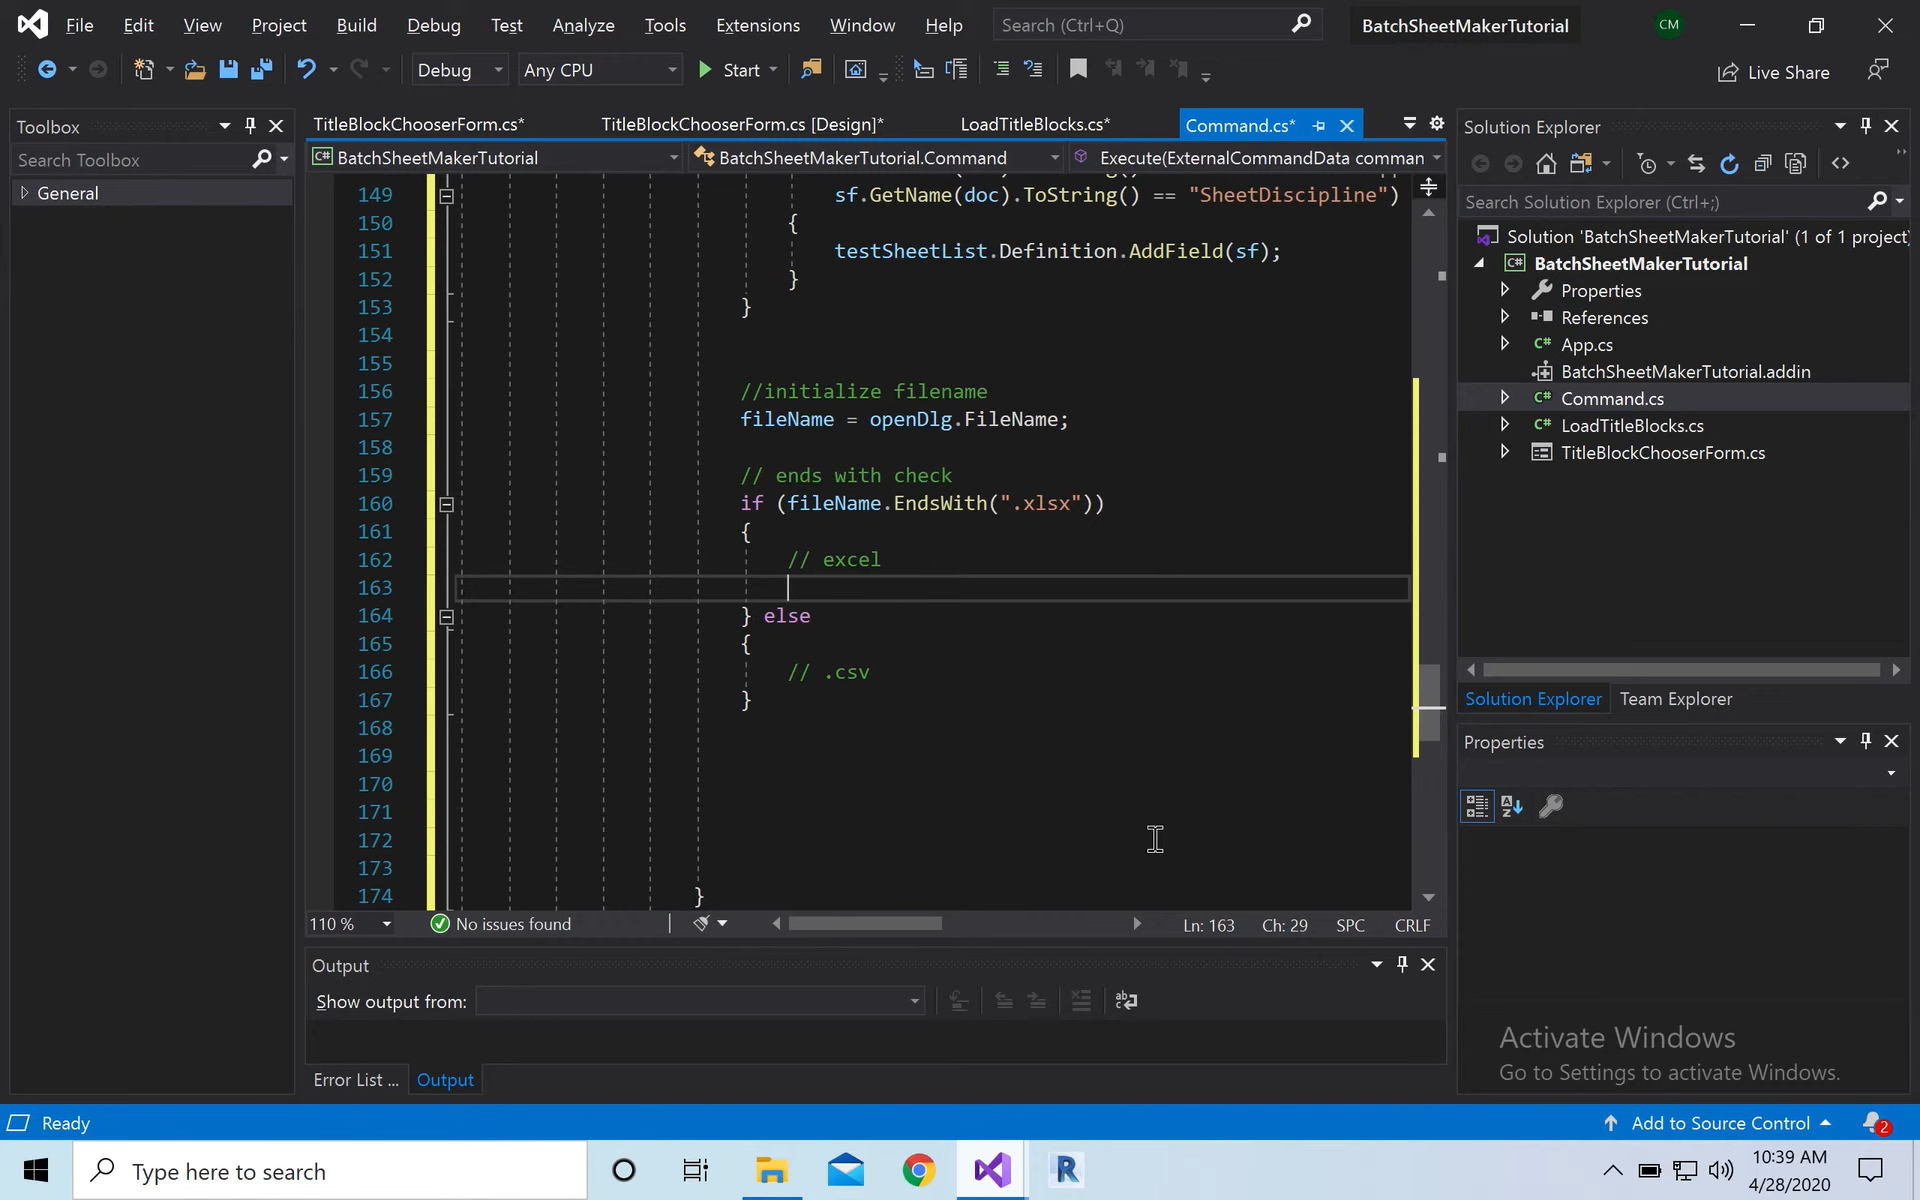 File Edit View Project Build Debug Test Analyze Tools Extensions Window Help Search (Ctrl+Q) BatchSheetMakerTutorial CM
Debug Any CPU Start Live Share
Toolbox
Search Toolbox
General
TitleBlockChooserForm.cs* TitleBlockChooserForm.cs [Design]* LoadTitleBlocks.cs* Command.cs*
BatchSheetMakerTutorial BatchSheetMakerTutorial.Command Execute(ExternalCommandData comman
149 sf.GetName(doc).ToString() == "SheetDiscipline")
150 {
151 testSheetList.Definition.AddField(sf);
152 }
153 }
154
155
156 //initialize filename
157 fileName = openDlg.FileName;
158
159 // ends with check
160 if (fileName.EndsWith(".xlsx"))
161 {
162 // excel
163
164 } else
165 {
166 // .csv
167 }
168
169
170
171
172
173
174 }
110 % No issues found Ln: 163 Ch: 29 SPC CRLF
Output
Show output from:
Error List ... Output
Solution Explorer
Search Solution Explorer (Ctrl+;)
Solution 'BatchSheetMakerTutorial' (1 of 1 project)
C# BatchSheetMakerTutorial
Properties
References
C# App.cs
BatchSheetMakerTutorial.addin
C# Command.cs
C# LoadTitleBlocks.cs
TitleBlockChooserForm.cs
Solution Explorer Team Explorer
Properties
Activate Windows
Go to Settings to activate Windows.
Ready Add to Source Control 2
Type here to search
R
10:39 AM
4/28/2020